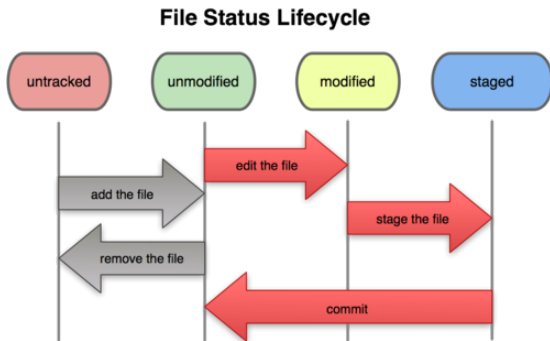 File Status Lifecycle
untracked
unmodified
modified
staged
edit the file
add the file
stage the file
remove the file
commit